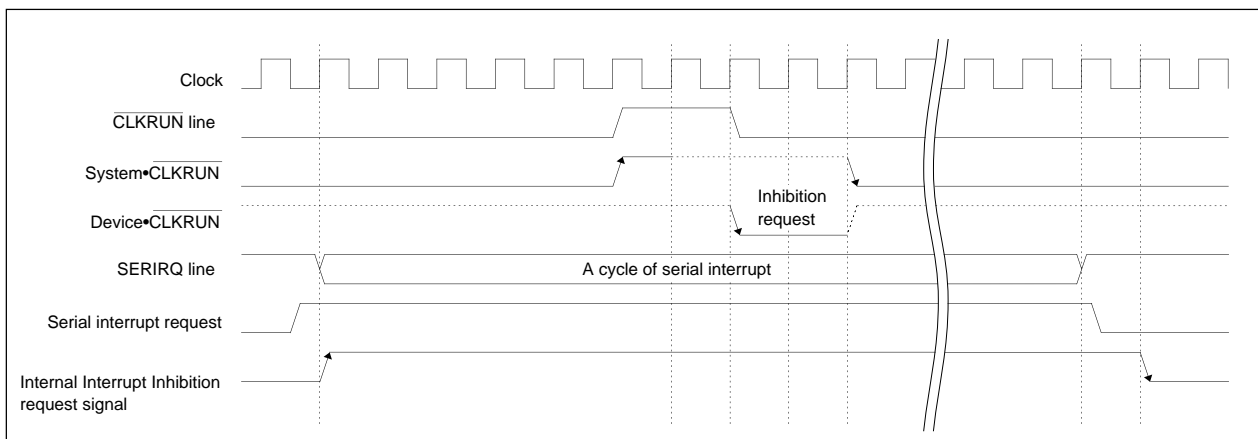 Clock
CLKRUN line
System•CLKRUN
Inhibition
request
Device•CLKRUN
SERIRQ line
A cycle of serial interrupt
Serial interrupt request
Internal Interrupt Inhibition
request signal